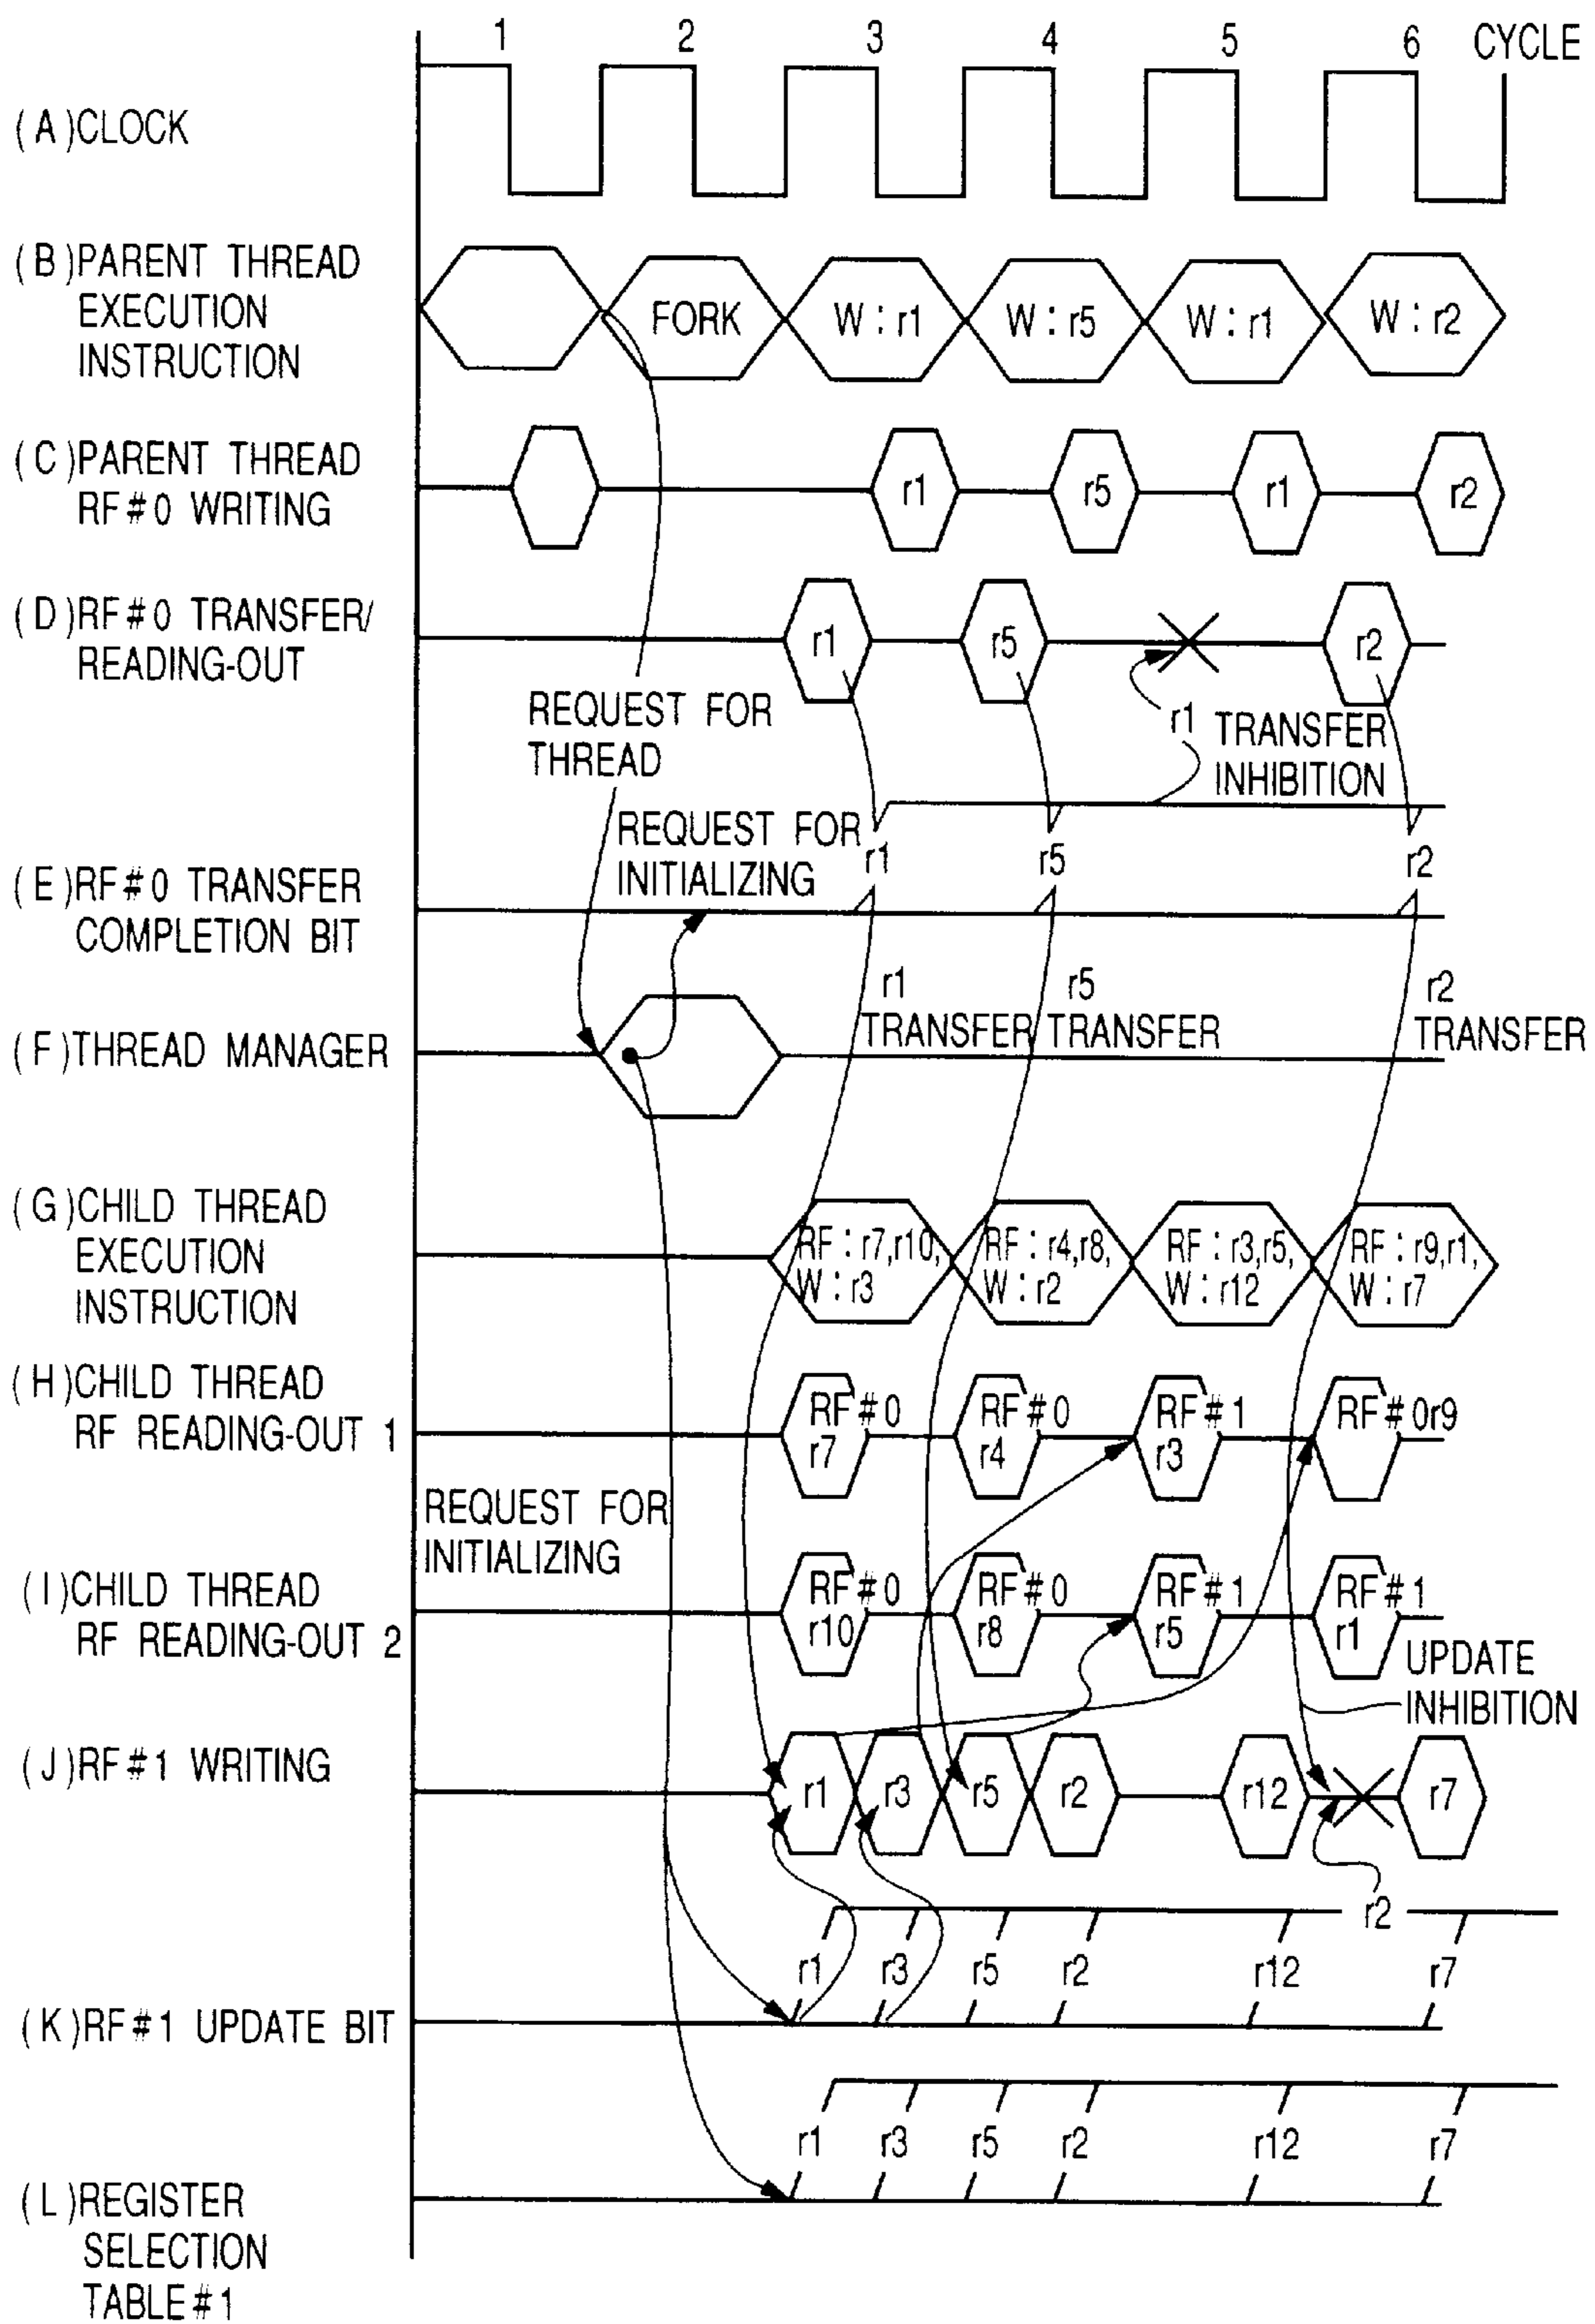 1 2 3 4 5 6 CYCLE
(A)CLOCK
(B)PARENT THREAD
EXECUTION
INSTRUCTION
FORK W:r1 W:r5 W:r1 W:r2
(C)PARENT THREAD
RF#0 WRITING
r1 r5 r1 r2
(D)RF#0 TRANSFER/
READING-OUT
r1 r5 r2
REQUEST FOR
THREAD
r1 TRANSFER
INHIBITION
REQUEST FOR
INITIALIZING
r1 r5 r2
(E)RF#0 TRANSFER
COMPLETION BIT
r1
TRANSFER
r5
TRANSFER
r2
TRANSFER
(F)THREAD MANAGER
(G)CHILD THREAD
EXECUTION
INSTRUCTION
RF:r7,r10,
W:r3
RF:r4,r8,
W:r2
RF:r3,r5,
W:r12
RF:r9,r1,
W:r7
(H)CHILD THREAD
RF READING-OUT 1
RF#0
r7
RF#0
r4
RF#1
r3
RF#0r9
REQUEST FOR
INITIALIZING
(I)CHILD THREAD
RF READING-OUT 2
RF#0
r10
RF#0
r8
RF#1
r5
RF#1
r1
UPDATE
INHIBITION
(J)RF#1 WRITING
r1 r3 r5 r2 r12 r7
r2
r1 r3 r5 r2 r12 r7
(K)RF#1 UPDATE BIT
r1 r3 r5 r2 r12 r7
(L)REGISTER
SELECTION
TABLE#1